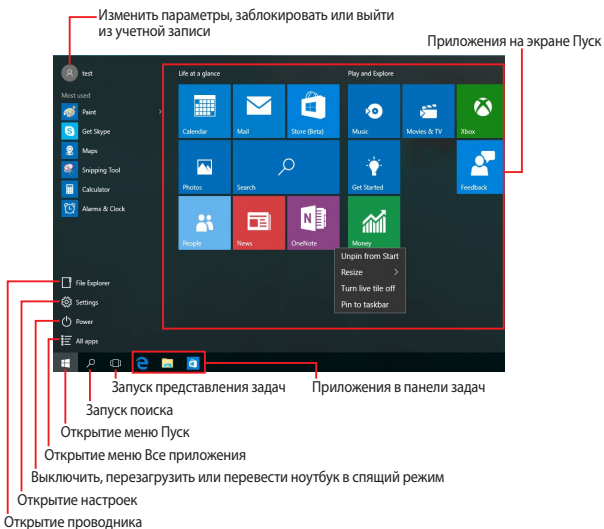 Изменить параметры, заблокировать или выйти
из учетной записи
Приложения на экране Пуск
test
Life at a glance
Play and Explore
Most used
Paint
Get Skype
Maps
Snipping Tool
Calculator
Alarms & Clock
Calendar
Mail
Store (Beta)
Music
Movies & TV
Xbox
Photos
Search
Get Started
Feedback
People
News
OneNote
Money
Unpin from Start
Resize
Turn live tile off
Pin to taskbar
File Explorer
Settings
Power
All apps
Запуск представления задач
Приложения в панели задач
Запуск поиска
Открытие меню Пуск
Открытие меню Все приложения
Выключить, перезагрузить или перевести ноутбук в спящий режим
Открытие настроек
Открытие проводника